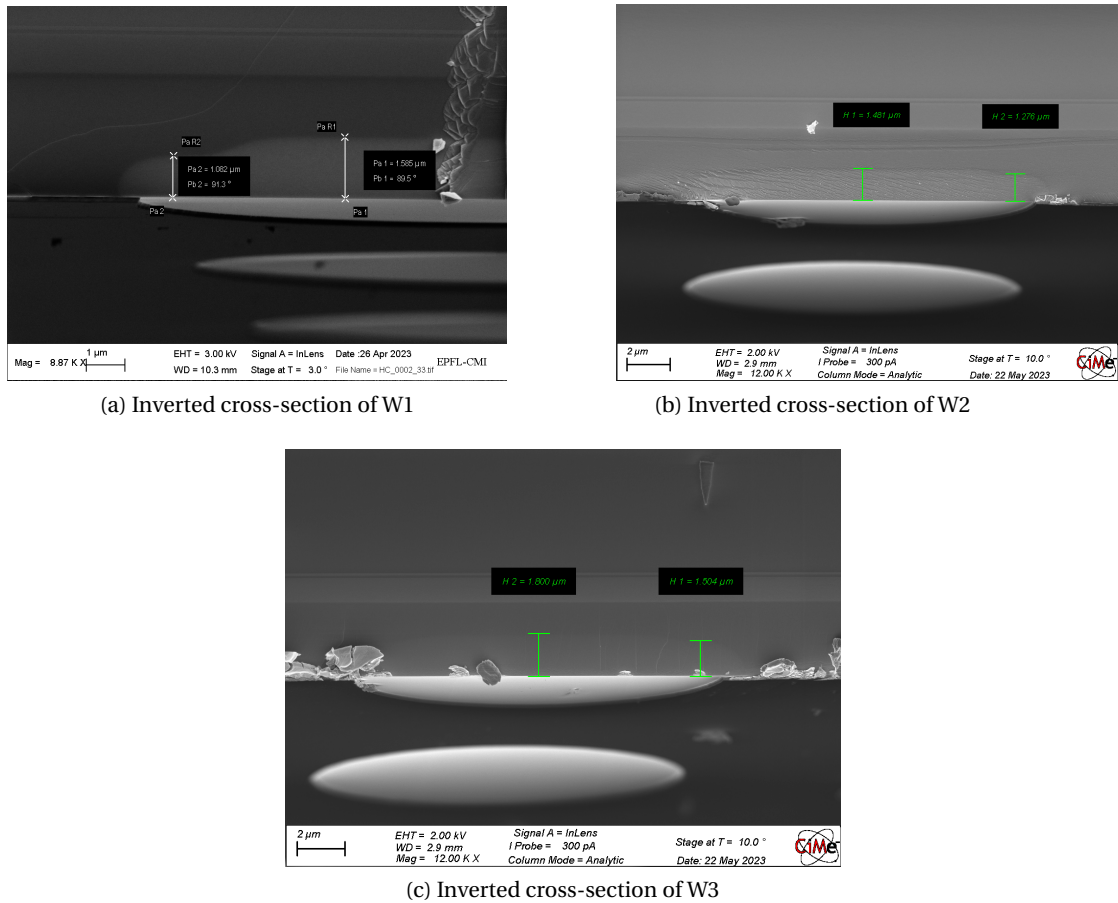 Pa R1
Pa R2
Pa 2 = 1.082 µm
Pb 2 = 91.3 °
Pa 1 = 1.585 µm
Pb 1 = 89.5 °
Pa 2
Pa 1
Mag = 8.87 K X
1 µm
EHT = 3.00 kV
WD = 10.3 mm
Signal A = InLens
Stage at T = 3.0 °
Date :26 Apr 2023
File Name = HC_0002_33.tif
EPFL-CMI
(a) Inverted cross-section of W1
H 1 = 1.481 µm
H 2 = 1.276 µm
2 µm
EHT = 2.00 kV
WD = 2.9 mm
Mag = 12.00 K X
Signal A = InLens
I Probe = 300 pA
Column Mode = Analytic
Stage at T = 10.0 °
Date: 22 May 2023
CiMe
(b) Inverted cross-section of W2
H 2 = 1.800 µm
H 1 = 1.504 µm
2 µm
EHT = 2.00 kV
WD = 2.9 mm
Mag = 12.00 K X
Signal A = InLens
I Probe = 300 pA
Column Mode = Analytic
Stage at T = 10.0 °
Date: 22 May 2023
CiMe
(c) Inverted cross-section of W3